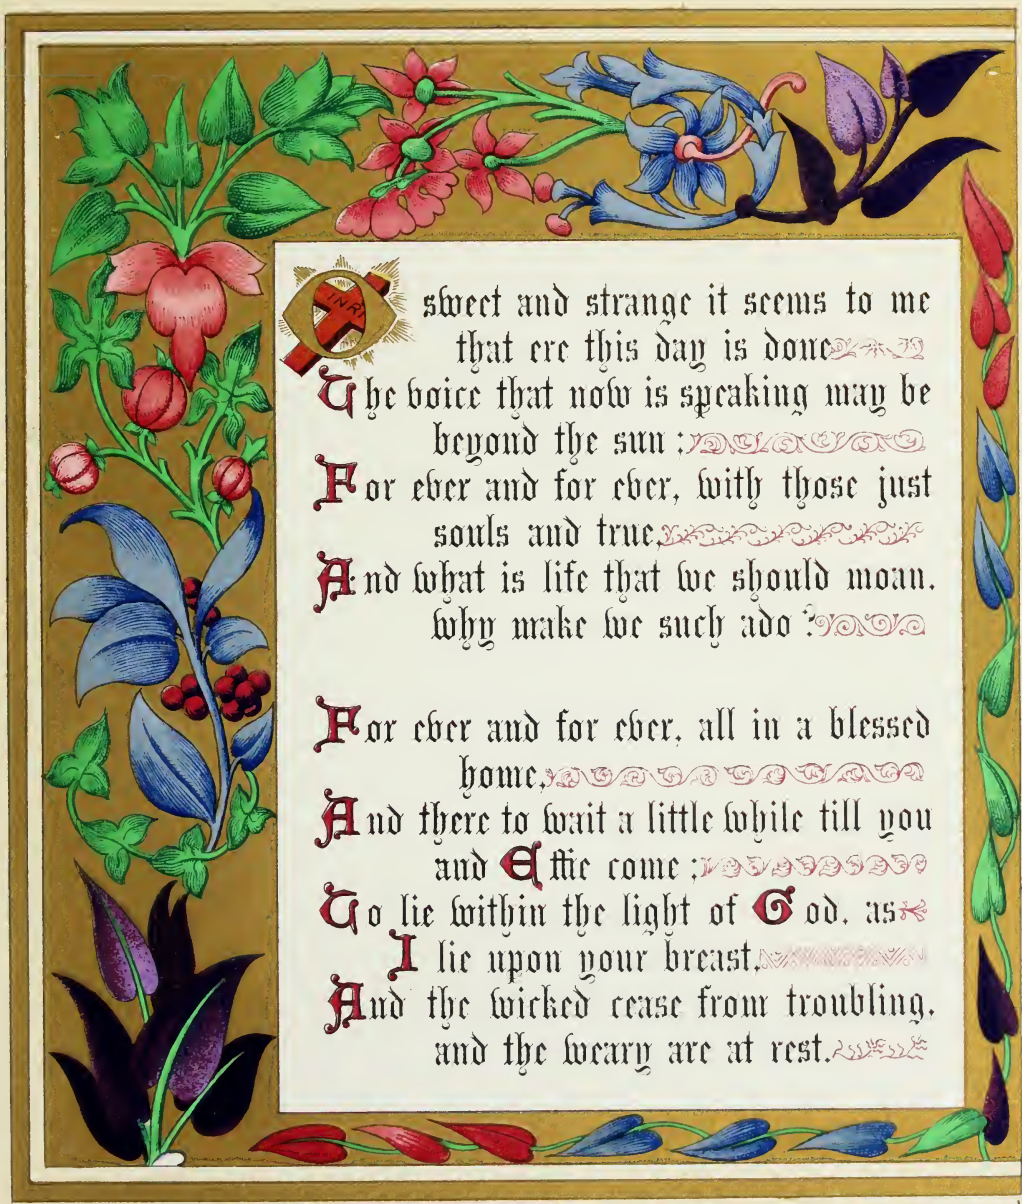 O sweet and strange it seems to me
that ere this day is done
The voice that now is speaking may be
beyond the sun :
For ever and for ever, with those just
souls and true,
And what is life that we should moan.
why make we such ado ?
For ever and for ever, all in a blessed
home,
And there to wait a little while till you
and Effie come ;
To lie within the light of God, as
I lie upon your breast,
And the wicked cease from troubling,
and the weary are at rest.
INRI